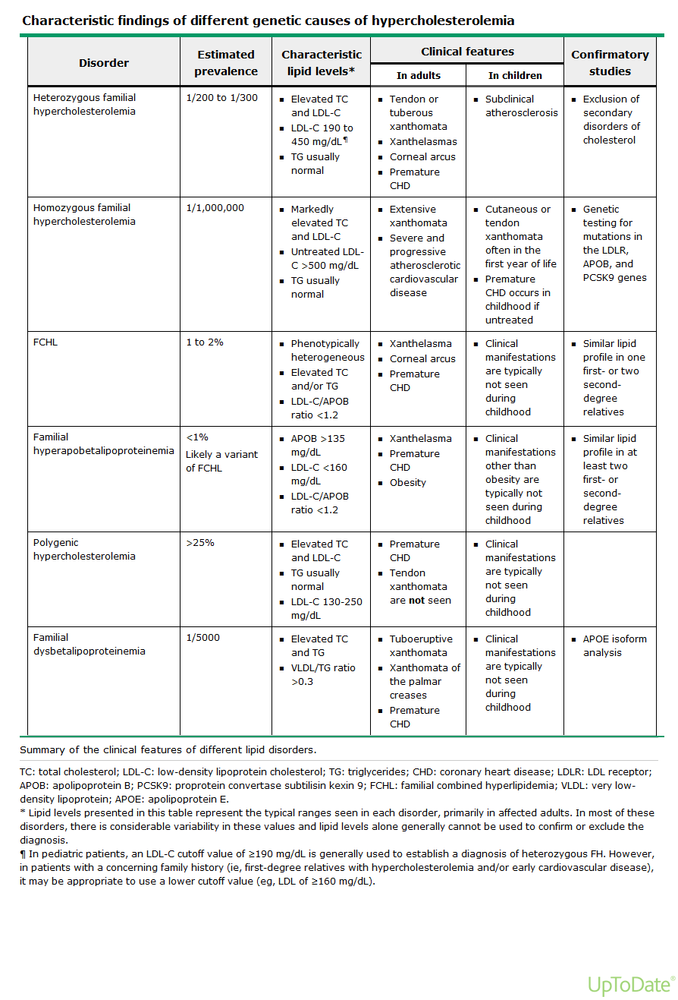 Characteristic findings of different genetic causes of hypercholesterolemia
Disorder
Estimated
prevalence
Characteristic
lipid levels*
Clinical features
In adults
In children
Confirmatory
studies
Heterozygous familial
hypercholesterolemia
1/200 to 1/300
▪ Elevated TC
and LDL-C
▪ LDL-C 190 to
450 mg/dL¶
▪ TG usually
normal
▪ Tendon or
tuberous
xanthomata
▪ Xanthelasmas
▪ Corneal arcus
▪ Premature
CHD
▪ Subclinical
atherosclerosis
▪ Exclusion of
secondary
disorders of
cholesterol
Homozygous familial
hypercholesterolemia
1/1,000,000
▪ Markedly
elevated TC
and LDL-C
▪ Untreated LDL-
C >500 mg/dL
▪ TG usually
normal
▪ Extensive
xanthomata
▪ Severe and
progressive
atherosclerotic
cardiovascular
disease
▪ Cutaneous or
tendon
xanthomata
often in the
first year of life
▪ Premature
CHD occurs in
childhood if
untreated
▪ Genetic
testing for
mutations in
the LDLR,
APOB, and
PCSK9 genes
FCHL
1 to 2%
▪ Phenotypically
heterogeneous
▪ Elevated TC
and/or TG
▪ LDL-C/APOB
ratio <1.2
▪ Xanthelasma
▪ Corneal arcus
▪ Premature
CHD
▪ Clinical
manifestations
are typically
not seen
during
childhood
▪ Similar lipid
profile in one
first- or two
second-
degree
relatives
Familial
hyperapobetalipoproteinemia
<1%
Likely a variant
of FCHL
▪ APOB >135
mg/dL
▪ LDL-C <160
mg/dL
▪ LDL-C/APOB
ratio <1.2
▪ Xanthelasma
▪ Premature
CHD
▪ Obesity
▪ Clinical
manifestations
other than
obesity are
typically not
seen during
childhood
▪ Similar lipid
profile in at
least two
first- or
second-
degree
relatives
Polygenic
hypercholesterolemia
>25%
▪ Elevated TC
and LDL-C
▪ TG usually
normal
▪ LDL-C 130-250
mg/dL
▪ Premature
CHD
▪ Tendon
xanthomata
are not seen
▪ Clinical
manifestations
are typically
not seen
during
childhood
Familial
dysbetalipoproteinemia
1/5000
▪ Elevated TC
and TG
▪ VLDL/TG ratio
>0.3
▪ Tuboeruptive
xanthomata
▪ Xanthomata of
the palmar
creases
▪ Premature
CHD
▪ Clinical
manifestations
are typically
not seen
during
childhood
▪ APOE isoform
analysis
Summary of the clinical features of different lipid disorders.
TC: total cholesterol; LDL-C: low-density lipoprotein cholesterol; TG: triglycerides; CHD: coronary heart disease; LDLR: LDL receptor;
APOB: apolipoprotein B; PCSK9: proprotein convertase subtilisin kexin 9; FCHL: familial combined hyperlipidemia; VLDL: very low-
density lipoprotein; APOE: apolipoprotein E.
* Lipid levels presented in this table represent the typical ranges seen in each disorder, primarily in affected adults. In most of these
disorders, there is considerable variability in these values and lipid levels alone generally cannot be used to confirm or exclude the
diagnosis.
¶ In pediatric patients, an LDL-C cutoff value of ≥190 mg/dL is generally used to establish a diagnosis of heterozygous FH. However,
in patients with a concerning family history (ie, first-degree relatives with hypercholesterolemia and/or early cardiovascular disease),
it may be appropriate to use a lower cutoff value (eg, LDL of ≥160 mg/dL).
UpToDate®